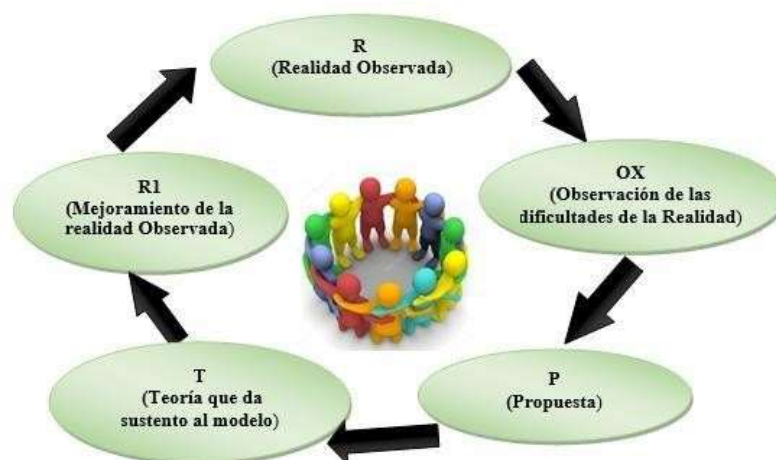 R
(Realidad Observada)
OX
(Observación de las
dificultades de la Realidad)
P
(Propuesta)
T
(Teoría que da
sustento al modelo)
R1
(Mejoramiento de la
realidad Observada)